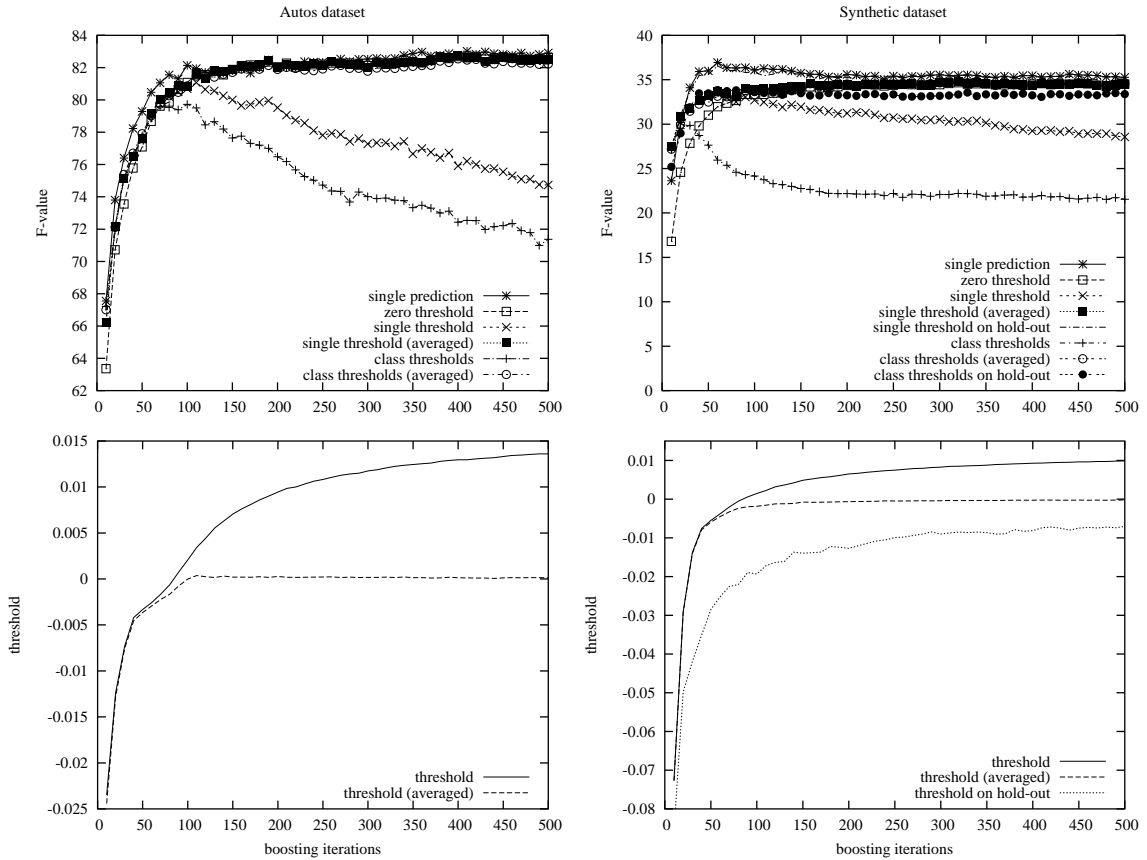 Autos dataset
84
82
80
78
76
74
72
70
68
66
64
62
F-value
0 50 100 150 200 250 300 350 400 450 500
single prediction
zero threshold
single threshold
single threshold (averaged)
class thresholds
class thresholds (averaged)
Synthetic dataset
40
35
30
25
20
15
10
5
0
F-value
0 50 100 150 200 250 300 350 400 450 500
single prediction
zero threshold
single threshold
single threshold (averaged)
single threshold on hold-out
class thresholds
class thresholds (averaged)
class thresholds on hold-out
0.015
0.01
0.005
0
-0.005
-0.01
-0.015
-0.02
-0.025
threshold
0 50 100 150 200 250 300 350 400 450 500
boosting iterations
threshold
threshold (averaged)
0.01
0
-0.01
-0.02
-0.03
-0.04
-0.05
-0.06
-0.07
-0.08
threshold
0 50 100 150 200 250 300 350 400 450 500
boosting iterations
threshold
threshold (averaged)
threshold on hold-out